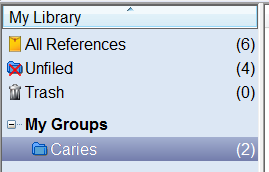 My Library
All References (6)
Unfiled (4)
Trash (0)
My Groups
Caries (2)